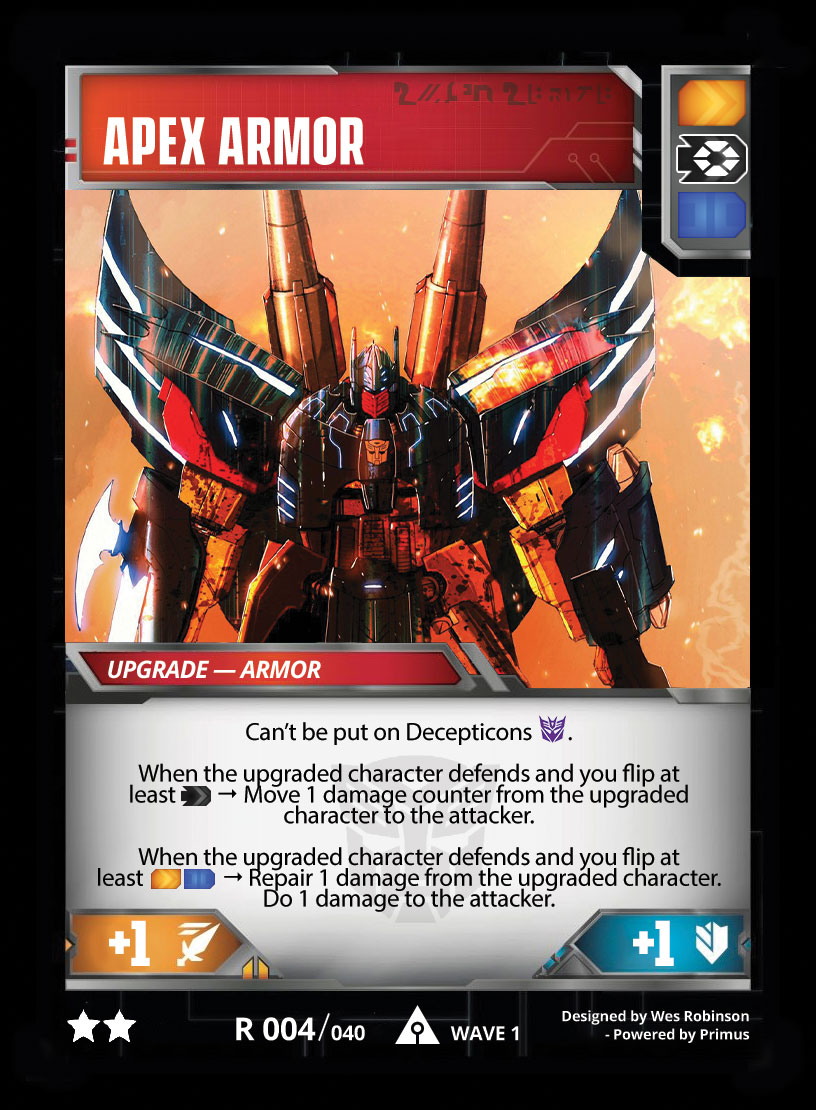 APEX ARMOR
UPGRADE — ARMOR
Can't be put on Decepticons .
When the upgraded character defends and you flip at
least → Move 1 damage counter from the upgraded
character to the attacker.
When the upgraded character defends and you flip at
least → Repair 1 damage from the upgraded character.
Do 1 damage to the attacker.
+1
+1
R 004/040
WAVE 1
Designed by Wes Robinson
- Powered by Primus